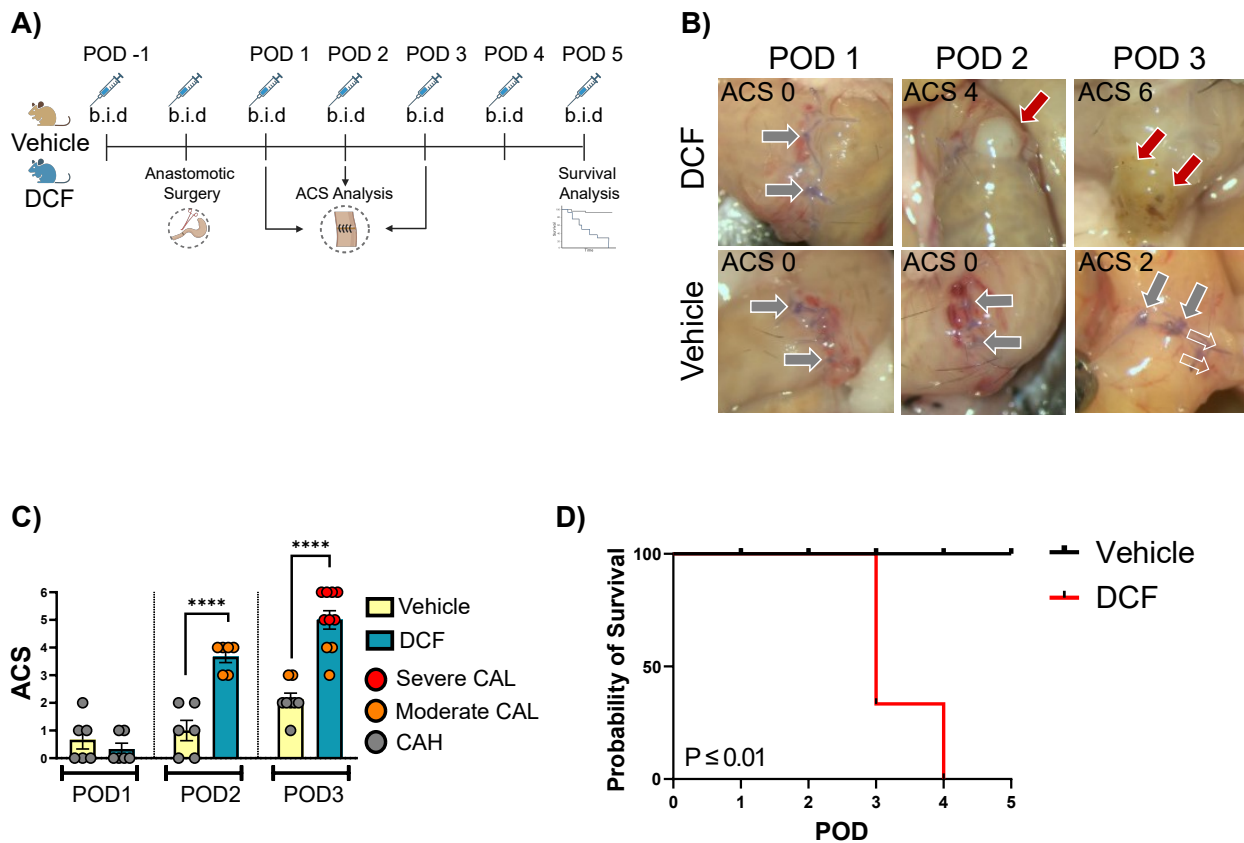 A)
POD -1
POD 1
POD 2
POD 3
POD 4
POD 5
b.i.d
b.i.d
b.i.d
b.i.d
b.i.d
b.i.d
b.i.d
Vehicle
DCF
Anastomotic
Surgery
ACS Analysis
Survival
Analysis
B)
POD 1
POD 2
POD 3
DCF
ACS 0
ACS 4
ACS 6
Vehicle
ACS 0
ACS 0
ACS 2
C)
ACS
6
5
4
3
2
1
0
****
****
POD1
POD2
POD3
Vehicle
DCF
Severe CAL
Moderate CAL
CAH
D)
Probability of Survival
100
50
0
P ≤ 0.01
0
1
2
3
4
5
POD
Vehicle
DCF